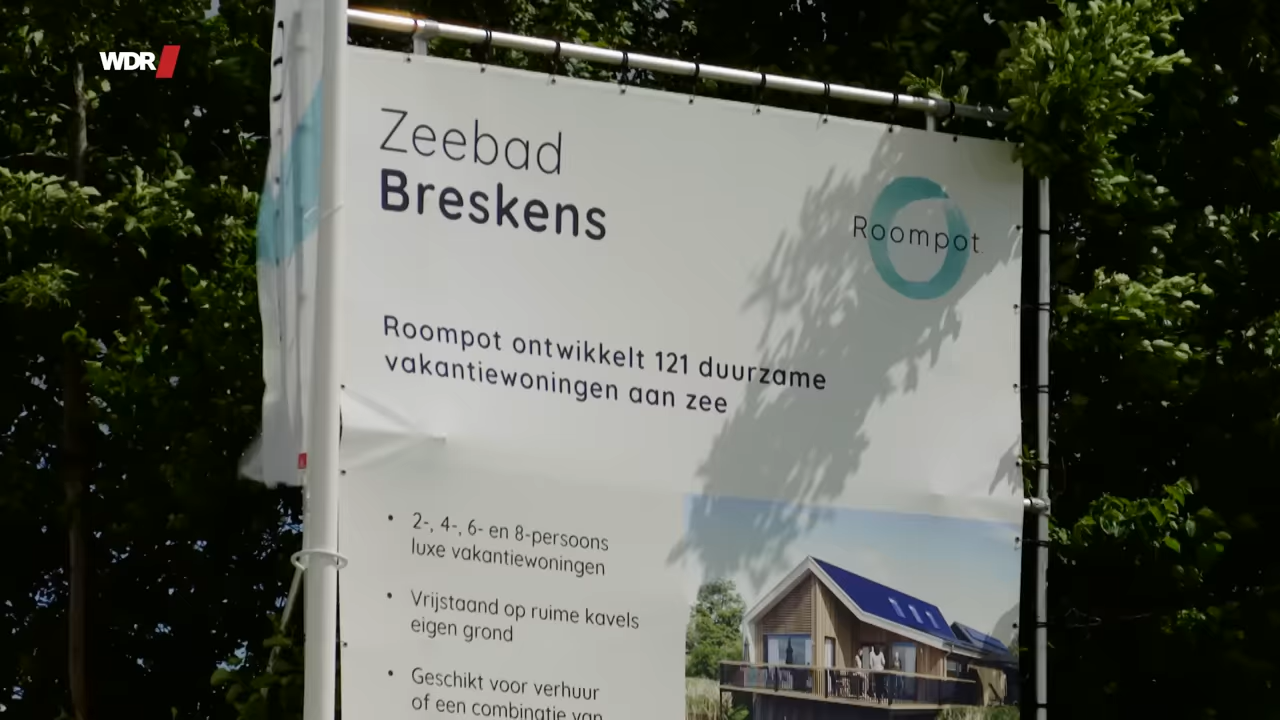 WDR
Zeebad
Breskens
Roompot
Roompot ontwikkelt 121 duurzame
vakantiewoningen aan zee
• 2-, 4-, 6- en 8-persoons
luxe vakantiewoningen
• Vrijstaand op ruime kavels
eigen grond
• Geschikt voor verhuur
of een combinatie van